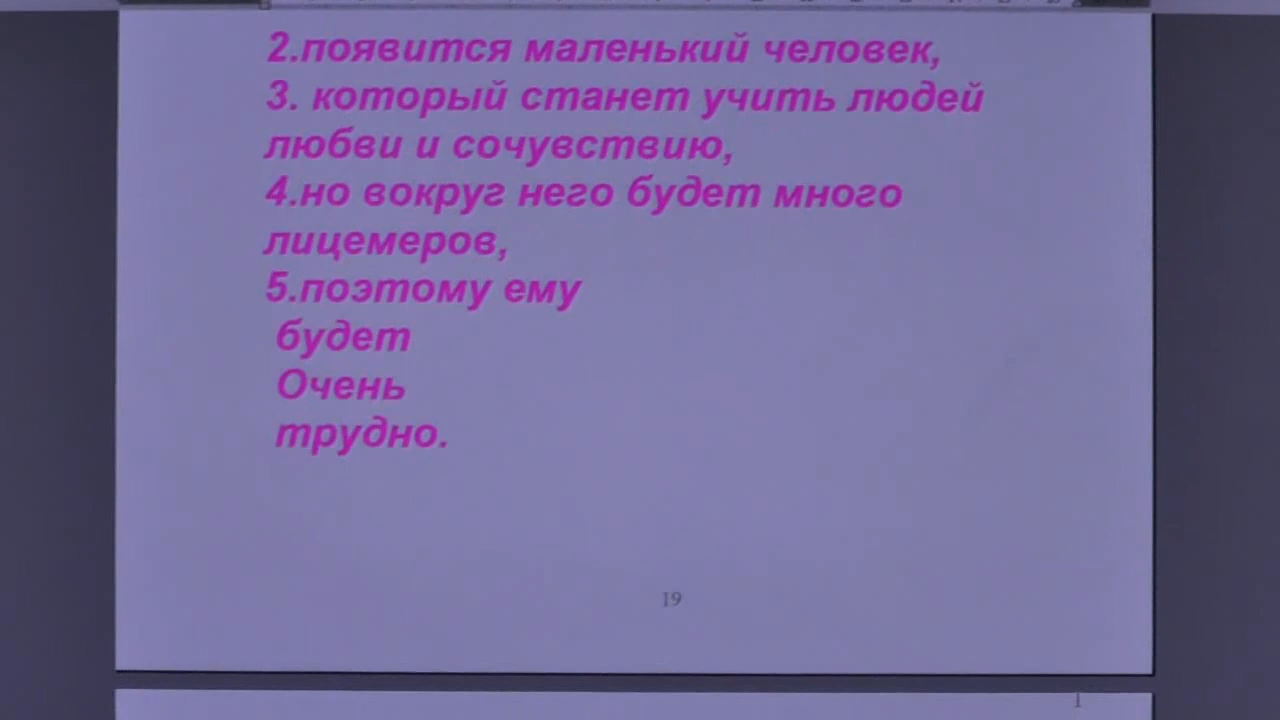 2.появится маленький человек,
3. который станет учить людей
любви и сочувствию,
4.но вокруг него будет много
лицемеров,
5.поэтому ему
будет
Очень
трудно.
19
1